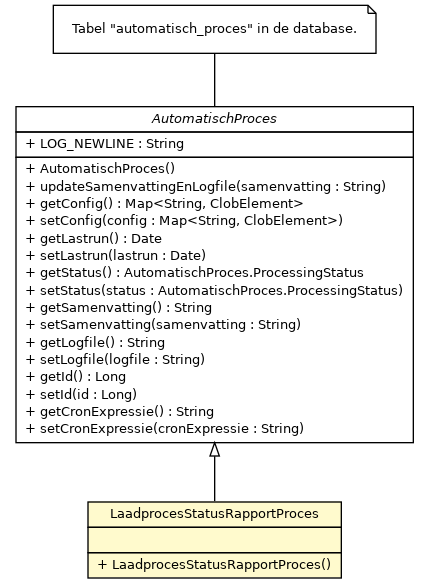 Tabel "automatisch_proces" in de database.
AutomatischProces
+ LOG_NEWLINE : String
+ AutomatischProces()
+ updateSamenvattingEnLogfile(samenvatting : String)
+ getConfig() : Map<String, ClobElement>
+ setConfig(config : Map<String, ClobElement>)
+ getLastrun() : Date
+ setLastrun(lastrun : Date)
+ getStatus() : AutomatischProces.ProcessingStatus
+ setStatus(status : AutomatischProces.ProcessingStatus)
+ getSamenvatting() : String
+ setSamenvatting(samenvatting : String)
+ getLogfile() : String
+ setLogfile(logfile : String)
+ getId() : Long
+ setId(id : Long)
+ getCronExpressie() : String
+ setCronExpressie(cronExpressie : String)
LaadprocesStatusRapportProces
+ LaadprocesStatusRapportProces()